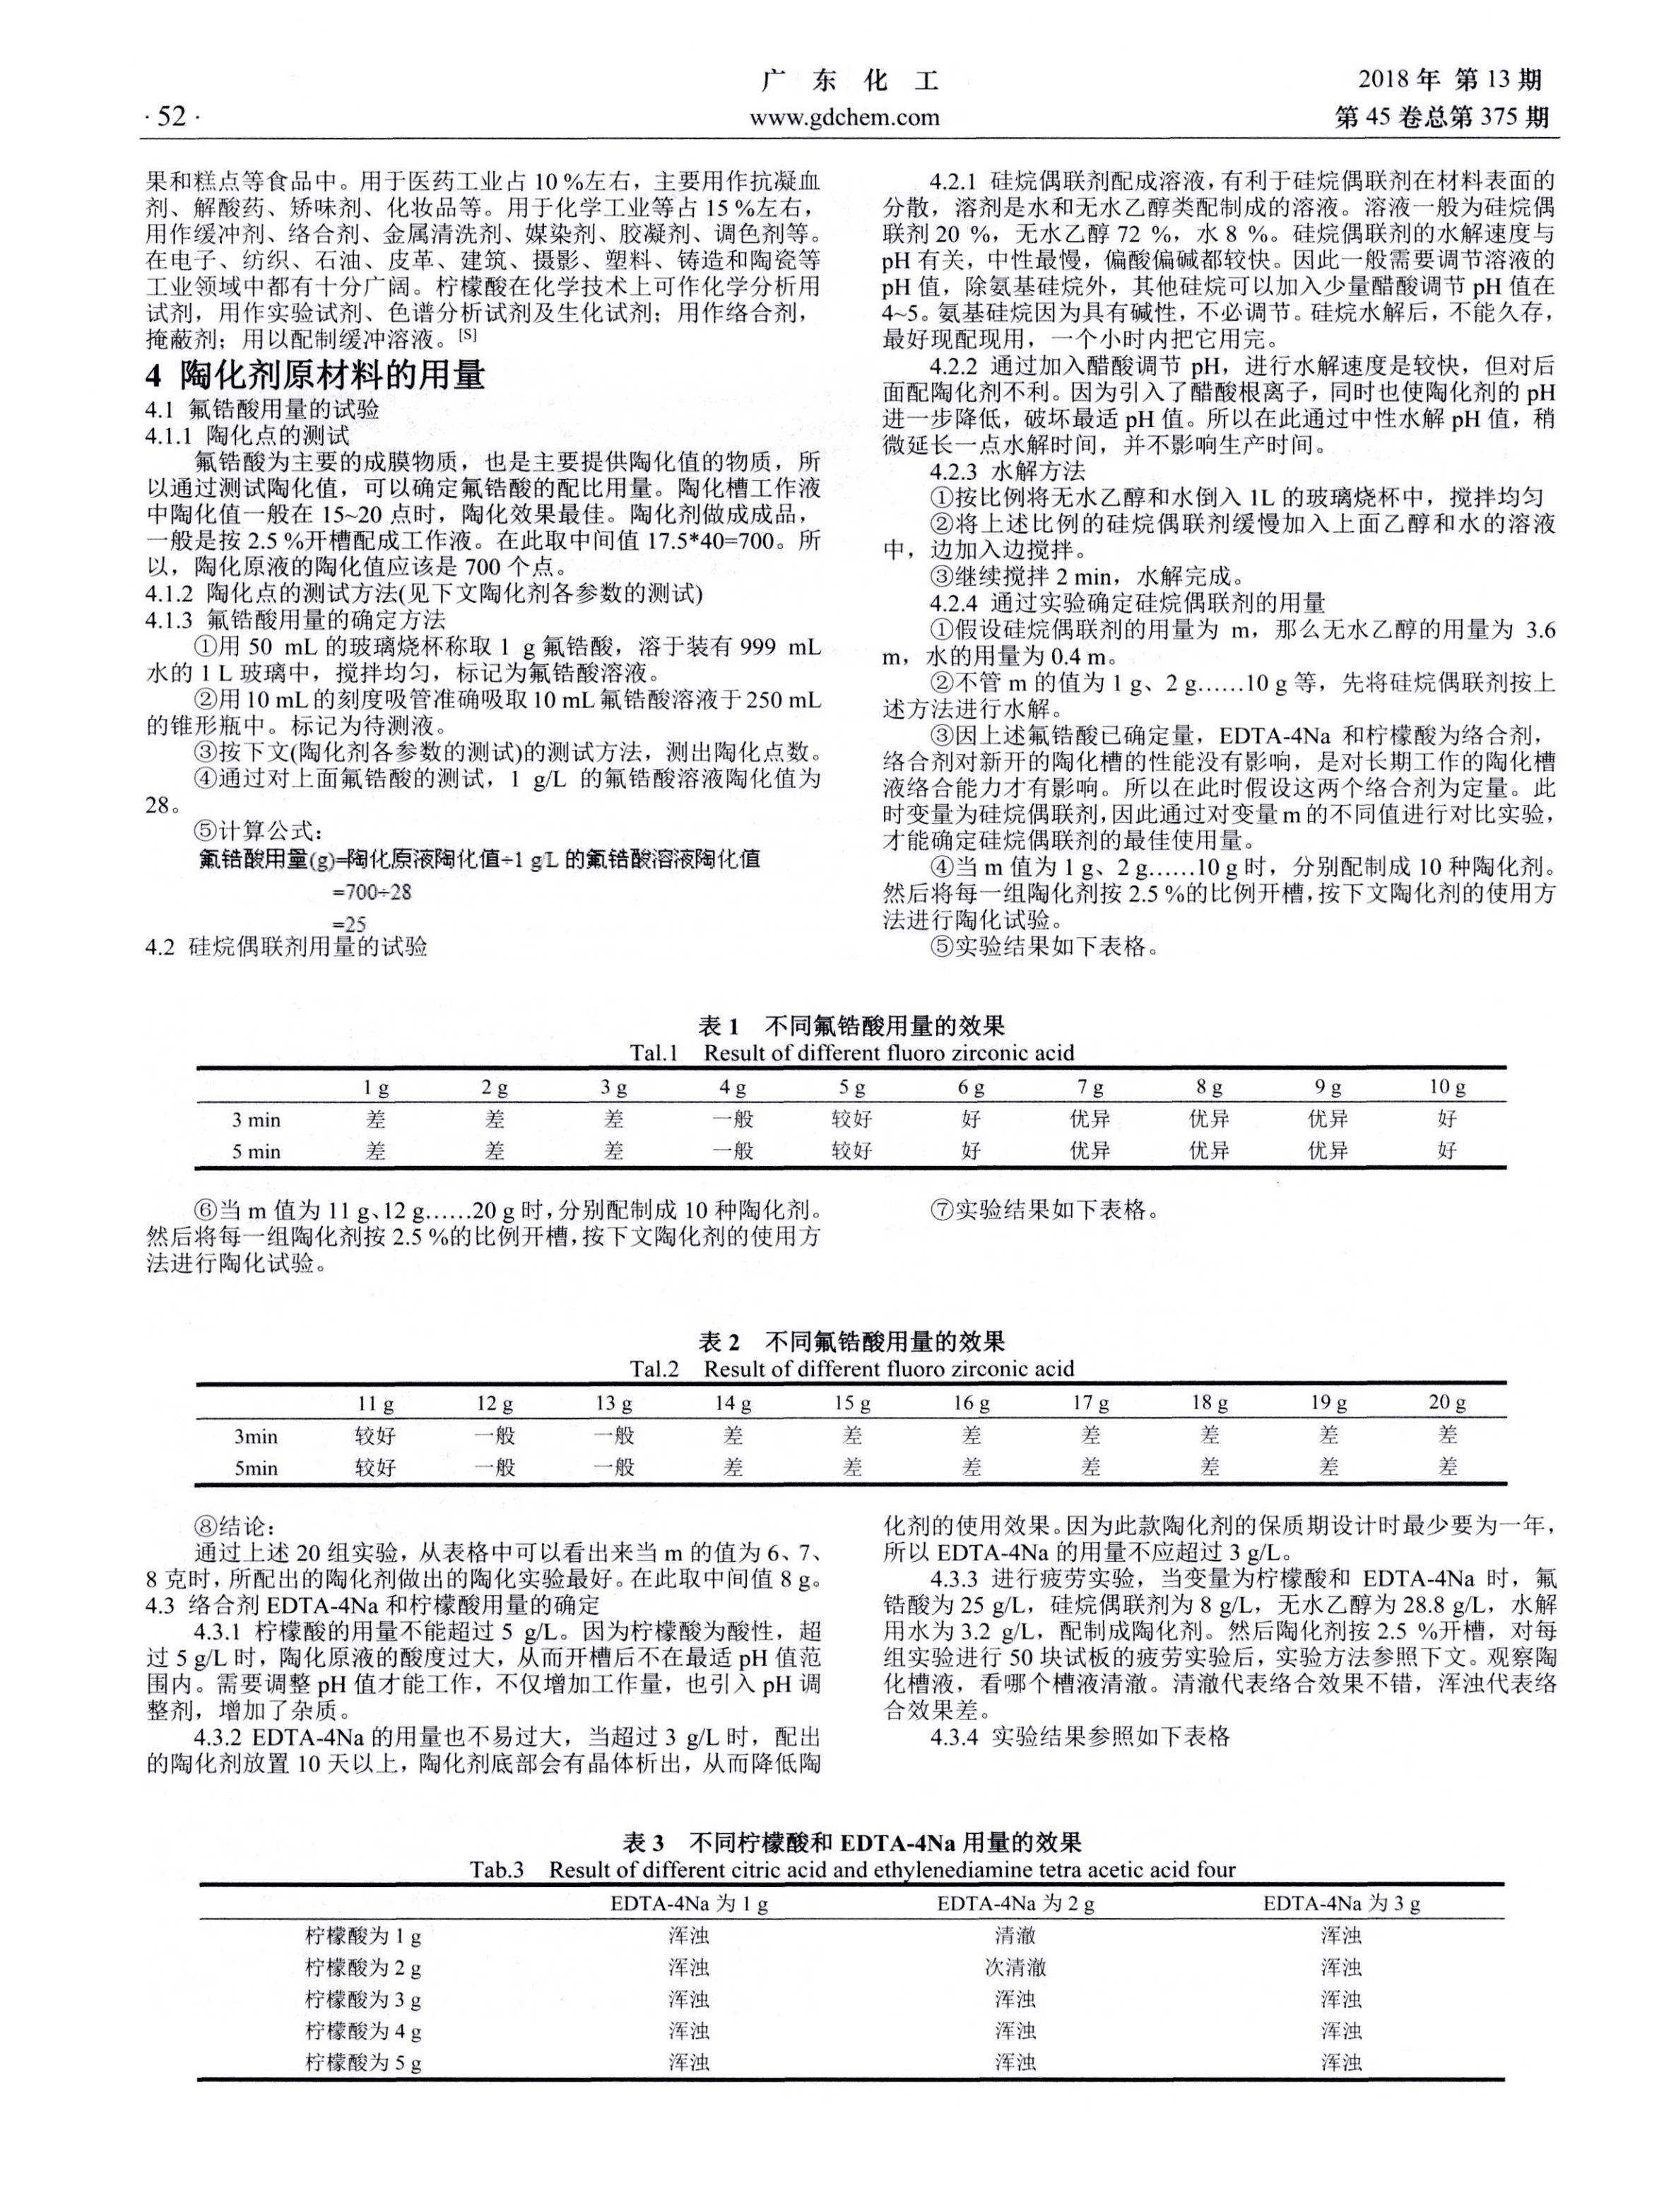 广 东 化 工
2018 年 第 13 期
· 52 ·
www.gdchem.com
第 45 卷总第 375 期
果和糕点等食品中。用于医药工业占 10 %左右，主要用作抗凝血
剂、解酸药、矫味剂、化妆品等。用于化学工业等占 15 %左右，
用作缓冲剂、络合剂、金属清洗剂、媒染剂、胶凝剂、调色剂等。
在电子、纺织、石油、皮革、建筑、摄影、塑料、铸造和陶瓷等
工业领域中都有十分广阔。柠檬酸在化学技术上可作化学分析用
试剂，用作实验试剂、色谱分析试剂及生化试剂；用作络合剂，
掩蔽剂；用以配制缓冲溶液。[S]
4 陶化剂原材料的用量
4.1 氟锆酸用量的试验
4.1.1 陶化点的测试
氟锆酸为主要的成膜物质，也是主要提供陶化值的物质，所
以通过测试陶化值，可以确定氟锆酸的配比用量。陶化槽工作液
中陶化值一般在 15~20 点时，陶化效果最佳。陶化剂做成成品，
一般是按 2.5 %开槽配成工作液。在此取中间值 17.5*40=700。所
以，陶化原液的陶化值应该是 700 个点。
4.1.2 陶化点的测试方法(见下文陶化剂各参数的测试)
4.1.3 氟锆酸用量的确定方法
①用 50 mL 的玻璃烧杯称取 1 g 氟锆酸，溶于装有 999 mL
水的 1 L 玻璃中，搅拌均匀，标记为氟锆酸溶液。
②用 10 mL 的刻度吸管准确吸取 10 mL 氟锆酸溶液于 250 mL
的锥形瓶中。标记为待测液。
③按下文(陶化剂各参数的测试)的测试方法，测出陶化点数。
④通过对上面氟锆酸的测试，1 g/L 的氟锆酸溶液陶化值为
28。
⑤计算公式：
氟锆酸用量(g)=陶化原液陶化值÷1 g/L 的氟锆酸溶液陶化值
=700÷28
=25
4.2 硅烷偶联剂用量的试验
4.2.1 硅烷偶联剂配成溶液，有利于硅烷偶联剂在材料表面的
分散，溶剂是水和无水乙醇类配制成的溶液。溶液一般为硅烷偶
联剂 20 %，无水乙醇 72 %，水 8 %。硅烷偶联剂的水解速度与
pH 有关，中性最慢，偏酸偏碱都较快。因此一般需要调节溶液的
pH 值，除氨基硅烷外，其他硅烷可以加入少量醋酸调节 pH 值在
4~5。氨基硅烷因为具有碱性，不必调节。硅烷水解后，不能久存，
最好现配现用，一个小时内把它用完。
4.2.2 通过加入醋酸调节 pH，进行水解速度是较快，但对后
面配陶化剂不利。因为引入了醋酸根离子，同时也使陶化剂的 pH
进一步降低，破坏最适 pH 值。所以在此通过中性水解 pH 值，稍
微延长一点水解时间，并不影响生产时间。
4.2.3 水解方法
①按比例将无水乙醇和水倒入 1L 的玻璃烧杯中，搅拌均匀
②将上述比例的硅烷偶联剂缓慢加入上面乙醇和水的溶液
中，边加入边搅拌。
③继续搅拌 2 min，水解完成。
4.2.4 通过实验确定硅烷偶联剂的用量
①假设硅烷偶联剂的用量为 m，那么无水乙醇的用量为 3.6
m，水的用量为 0.4 m。
②不管 m 的值为 1 g、2 g……10 g 等，先将硅烷偶联剂按上
述方法进行水解。
③因上述氟锆酸已确定量，EDTA-4Na 和柠檬酸为络合剂，
络合剂对新开的陶化槽的性能没有影响，是对长期工作的陶化槽
液络合能力才有影响。所以在此时假设这两个络合剂为定量。此
时变量为硅烷偶联剂，因此通过对变量 m 的不同值进行对比实验，
才能确定硅烷偶联剂的最佳使用量。
④当 m 值为 1 g、2 g……10 g 时，分别配制成 10 种陶化剂。
然后将每一组陶化剂按 2.5 %的比例开槽，按下文陶化剂的使用方
法进行陶化试验。
⑤实验结果如下表格。
表 1 不同氟锆酸用量的效果
Tal.1 Result of different fluoro zirconic acid
1 g 2 g 3 g 4 g 5 g 6 g 7 g 8 g 9 g 10 g
3 min 差 差 差 一般 较好 好 优异 优异 优异 好
5 min 差 差 差 一般 较好 好 优异 优异 优异 好
⑥当 m 值为 11 g、12 g……20 g 时，分别配制成 10 种陶化剂。
然后将每一组陶化剂按 2.5 %的比例开槽，按下文陶化剂的使用方
法进行陶化试验。
⑦实验结果如下表格。
表 2 不同氟锆酸用量的效果
Tal.2 Result of different fluoro zirconic acid
11 g 12 g 13 g 14 g 15 g 16 g 17 g 18 g 19 g 20 g
3min 较好 一般 一般 差 差 差 差 差 差 差
5min 较好 一般 一般 差 差 差 差 差 差 差
⑧结论：
通过上述 20 组实验，从表格中可以看出来当 m 的值为 6、7、
8 克时，所配出的陶化剂做出的陶化实验最好。在此取中间值 8 g。
4.3 络合剂 EDTA-4Na 和柠檬酸用量的确定
4.3.1 柠檬酸的用量不能超过 5 g/L。因为柠檬酸为酸性，超
过 5 g/L 时，陶化原液的酸度过大，从而开槽后不在最适 pH 值范
围内。需要调整 pH 值才能工作，不仅增加工作量，也引入 pH 调
整剂，增加了杂质。
4.3.2 EDTA-4Na 的用量也不易过大，当超过 3 g/L 时，配出
的陶化剂放置 10 天以上，陶化剂底部会有晶体析出，从而降低陶
化剂的使用效果。因为此款陶化剂的保质期设计时最少要为一年，
所以 EDTA-4Na 的用量不应超过 3 g/L。
4.3.3 进行疲劳实验，当变量为柠檬酸和 EDTA-4Na 时，氟
锆酸为 25 g/L，硅烷偶联剂为 8 g/L，无水乙醇为 28.8 g/L，水解
用水为 3.2 g/L，配制成陶化剂。然后陶化剂按 2.5 %开槽，对每
组实验进行 50 块试板的疲劳实验后，实验方法参照下文。观察陶
化槽液，看哪个槽液清澈。清澈代表络合效果不错，浑浊代表络
合效果差。
4.3.4 实验结果参照如下表格
表 3 不同柠檬酸和 EDTA-4Na 用量的效果
Tab.3 Result of different citric acid and ethylenediamine tetra acetic acid four
EDTA-4Na 为 1 g EDTA-4Na 为 2 g EDTA-4Na 为 3 g
柠檬酸为 1 g 浑浊 清澈 浑浊
柠檬酸为 2 g 浑浊 次清澈 浑浊
柠檬酸为 3 g 浑浊 浑浊 浑浊
柠檬酸为 4 g 浑浊 浑浊 浑浊
柠檬酸为 5 g 浑浊 浑浊 浑浊